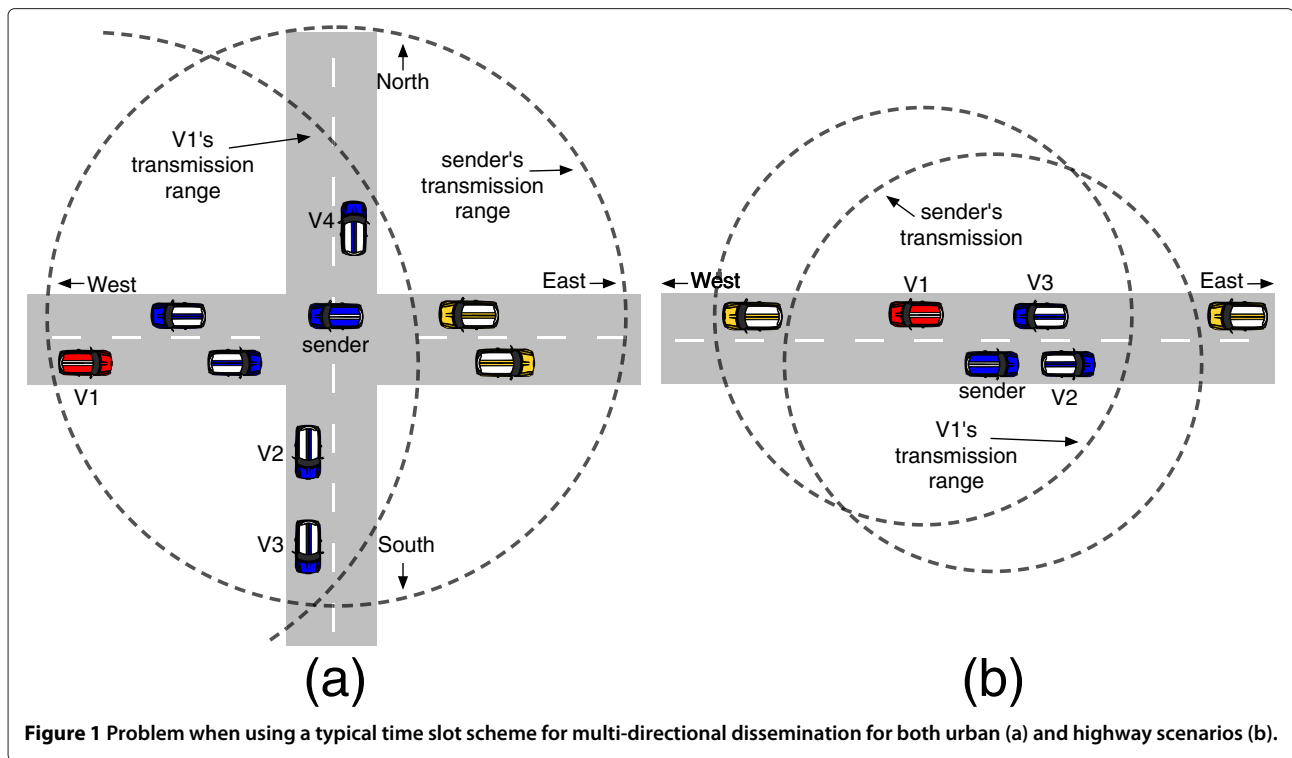 North
V1's
transmission
range
sender's
transmission
range
V4
West
East
sender
V1
V2
V3
South
(a)
sender's
transmission
West
East
V1
V3
sender
V2
V1's
transmission
range
(b)
Figure 1 Problem when using a typical time slot scheme for multi-directional dissemination for both urban (a) and highway scenarios (b).